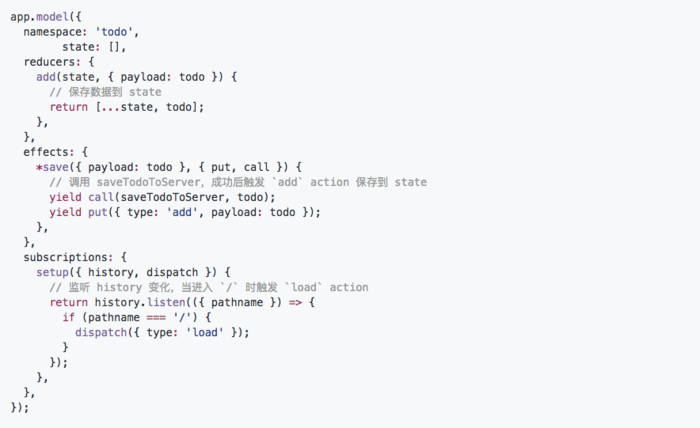 app.model({
  namespace: 'todo',
        state: [],
  reducers: {
    add(state, { payload: todo }) {
      // 保存数据到 state
      return [...state, todo];
    },
  },
  effects: {
    *save({ payload: todo }, { put, call }) {
      // 调用 saveTodoToServer，成功后触发 `add` action 保存到 state
      yield call(saveTodoToServer, todo);
      yield put({ type: 'add', payload: todo });
    },
  },
  subscriptions: {
    setup({ history, dispatch }) {
      // 监听 history 变化，当进入 `/` 时触发 `load` action
      return history.listen(({ pathname }) => {
        if (pathname === '/') {
          dispatch({ type: 'load' });
        }
      });
    },
  },
});